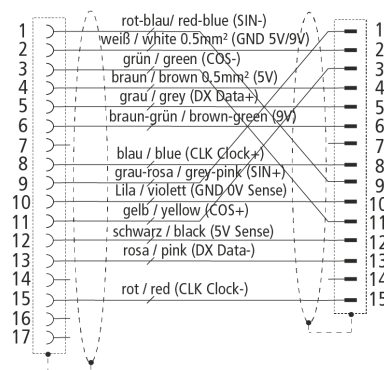 rot-blau/ red-blue (SIN-)
weiß / white 0.5mm² (GND 5V/9V)
grün / green (COS-)
braun / brown 0.5mm² (5V)
grau / grey (DX Data+)
braun-grün / brown-green (9V)
blau / blue (CLK Clock+)
grau-rosa / grey-pink (SIN+)
Lila / violett (GND 0V Sense)
gelb / yellow (COS+)
schwarz / black (5V Sense)
rosa / pink (DX Data-)
rot / red (CLK Clock-)
1
2
3
4
5
6
7
8
9
10
11
12
13
14
15
16
17
1
2
3
4
5
6
7
8
9
10
11
12
13
14
15